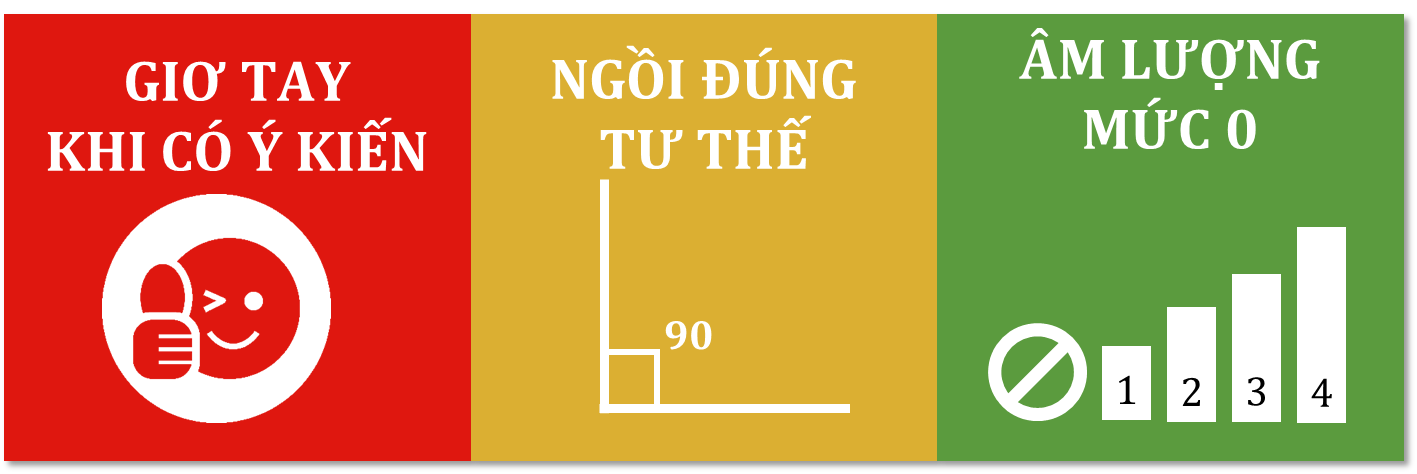 GIƠ TAY
KHI CÓ Ý KIẾN
NGỒI ĐÚNG
TƯ THẾ
90
ÂM LƯỢNG
MỨC 0
1
2
3
4